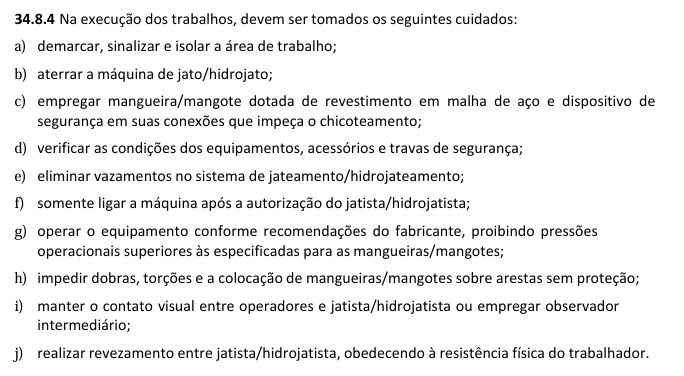 34.8.4 Na execução dos trabalhos, devem ser tomados os seguintes cuidados:
a) demarcar, sinalizar e isolar a área de trabalho;
b) aterrar a máquina de jato/hidrojato;
c) empregar mangueira/mangote dotada de revestimento em malha de aço e dispositivo de
segurança em suas conexões que impeça o chicoteamento;
d) verificar as condições dos equipamentos, acessórios e travas de segurança;
e) eliminar vazamentos no sistema de jateamento/hidrojateamento;
f) somente ligar a máquina após a autorização do jatista/hidrojatista;
g) operar o equipamento conforme recomendações do fabricante, proibindo pressões
operacionais superiores às especificadas para as mangueiras/mangotes;
h) impedir dobras, torções e a colocação de mangueiras/mangotes sobre arestas sem proteção;
i) manter o contato visual entre operadores e jatista/hidrojatista ou empregar observador
intermediário;
j) realizar revezamento entre jatista/hidrojatista, obedecendo à resistência física do trabalhador.